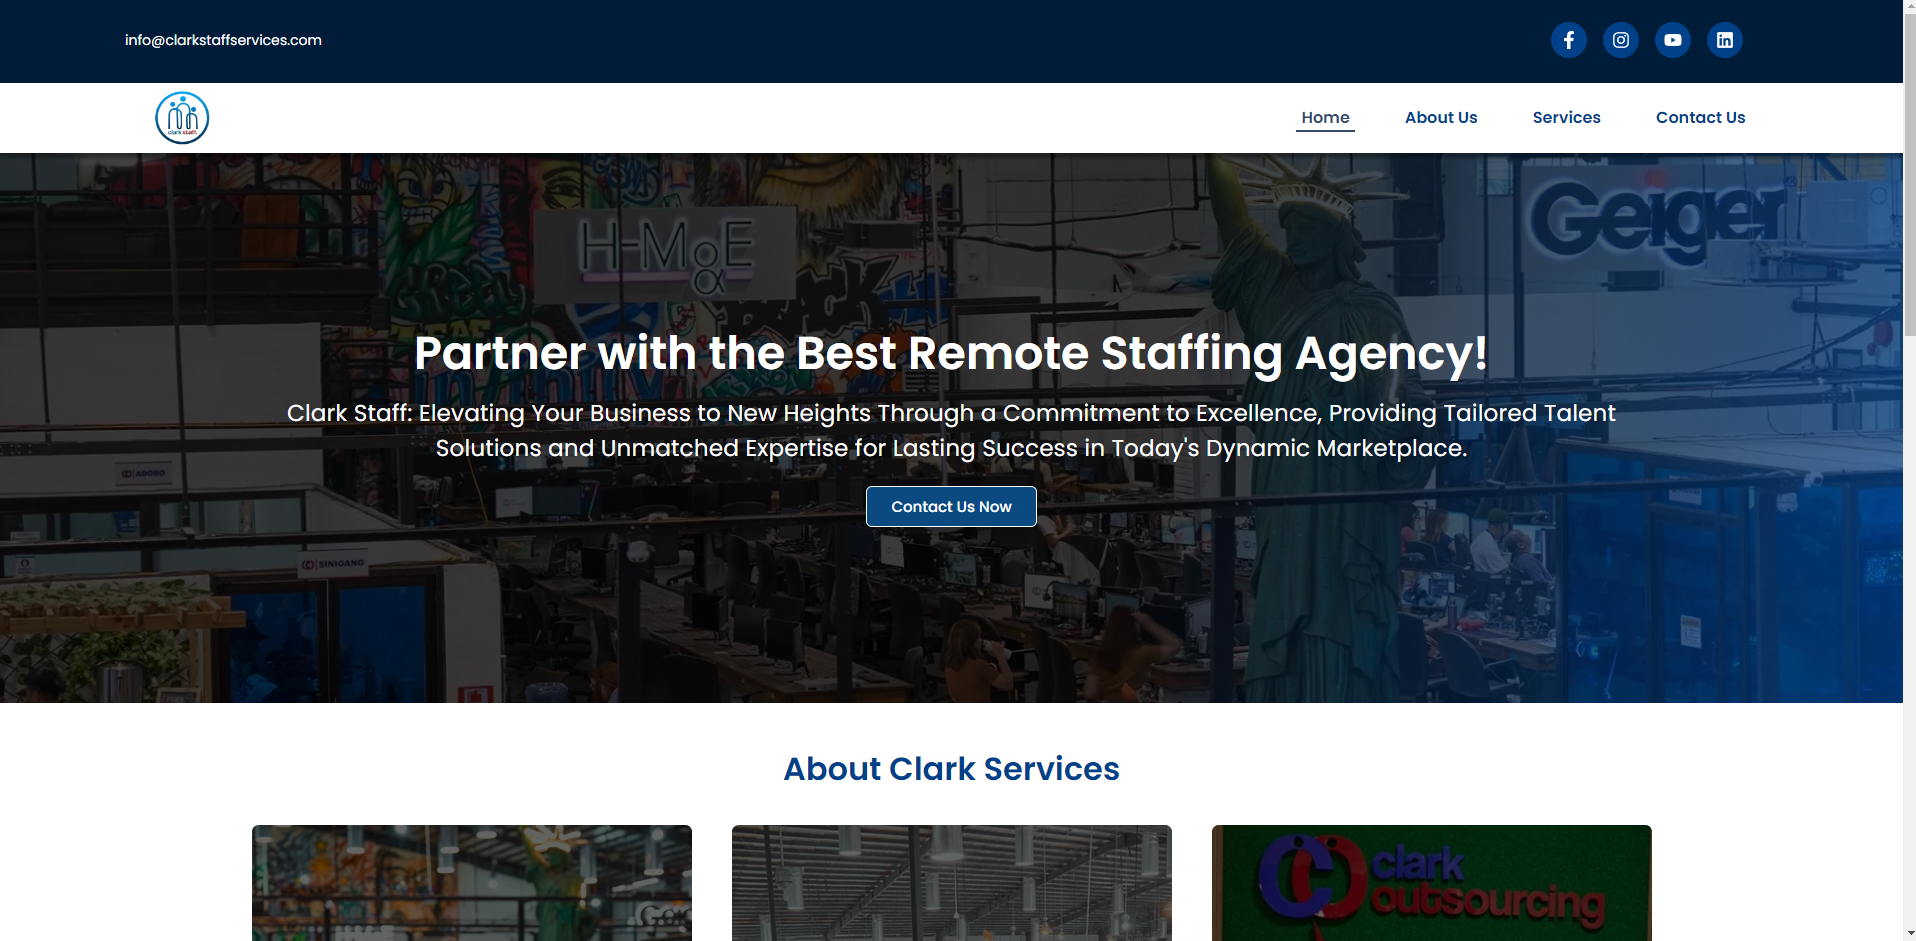 info@clarkstaffservices.com
clark staff.
Home
About Us
Services
Contact Us
H-M&E
Geiger
Partner with the Best Remote Staffing Agency!
Clark Staff: Elevating Your Business to New Heights Through a Commitment to Excellence, Providing Tailored Talent
Solutions and Unmatched Expertise for Lasting Success in Today's Dynamic Marketplace.
ADOBO
Contact Us Now
SINIGANG
About Clark Services
clark
outsourcing